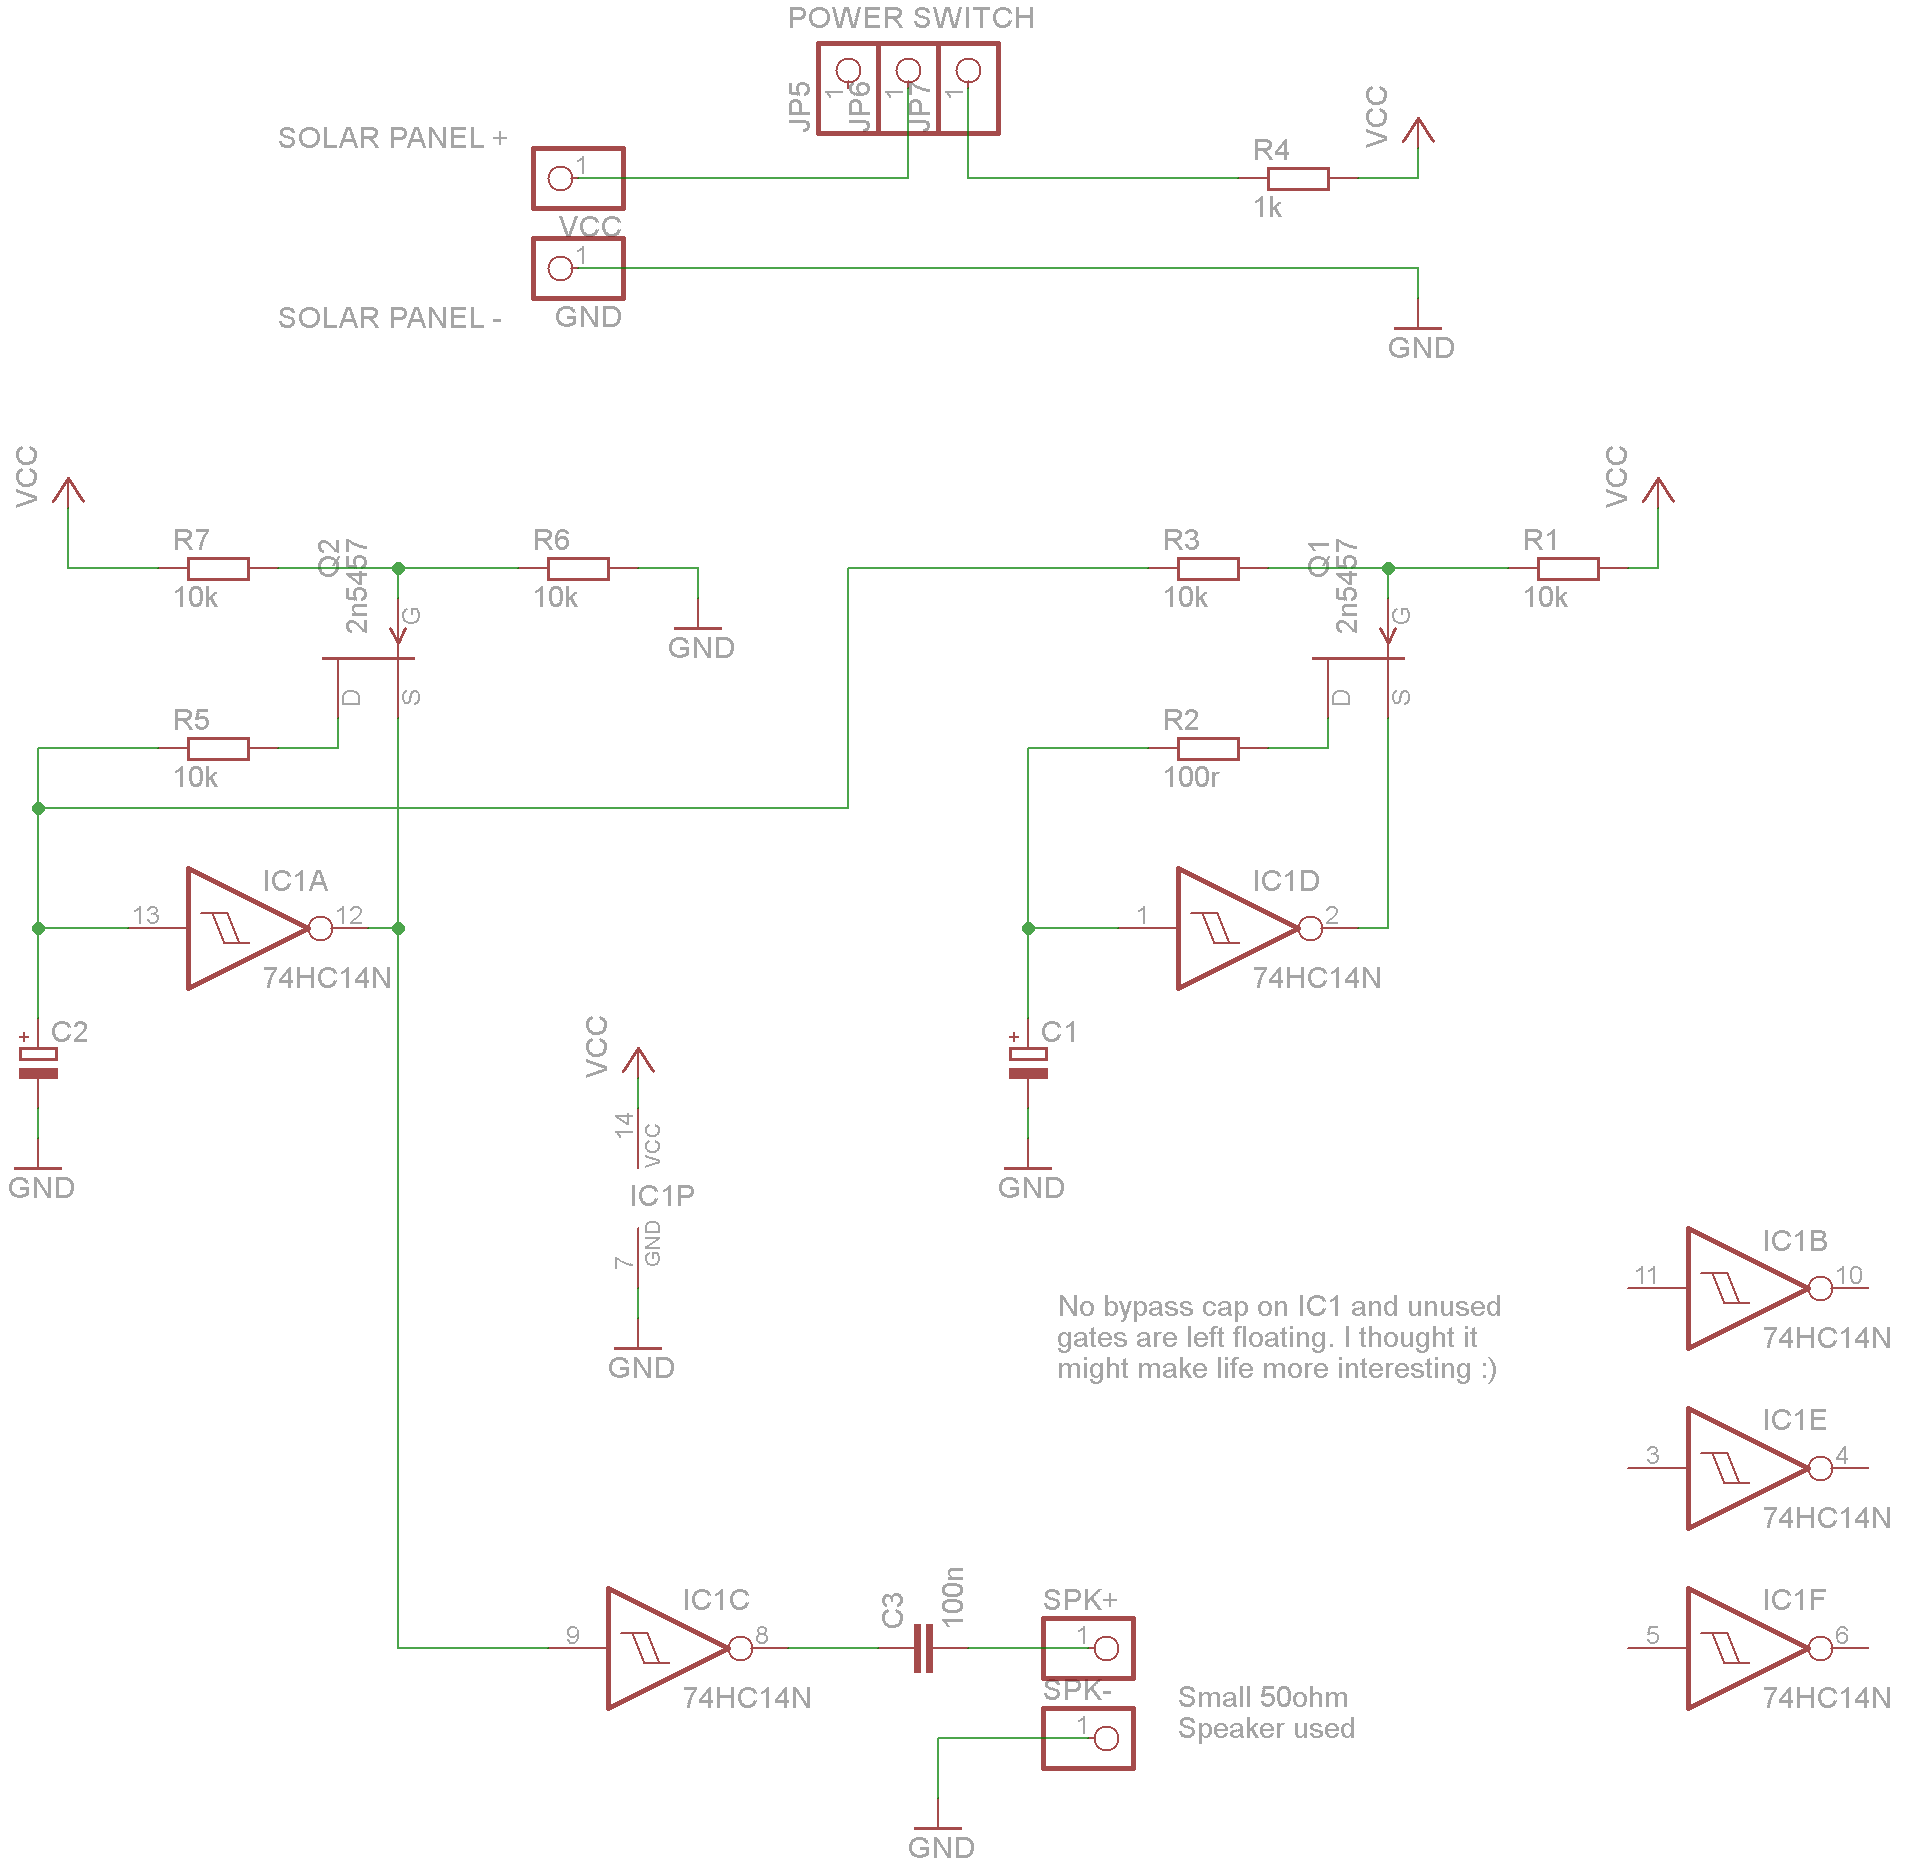 POWER SWITCH
JP5
1
JP6
1
JP7
1
SOLAR PANEL +
1
VCC
R4
1k
VCC
1
GND
SOLAR PANEL -
GND
VCC
R7
10k
Q2
2n5457
G
D
S
R6
10k
GND
R3
10k
Q1
2n5457
G
D
S
R1
10k
VCC
R5
10k
R2
100r
13
IC1A
12
74HC14N
1
IC1D
2
74HC14N
+
C2
GND
VCC
14
VCC
IC1P
7
GND
GND
+
C1
GND
No bypass cap on IC1 and unused
gates are left floating. I thought it
might make life more interesting :)
11
IC1B
10
74HC14N
3
IC1E
4
74HC14N
5
IC1F
6
74HC14N
9
IC1C
8
74HC14N
C3
100n
SPK+
1
SPK-
1
Small 50ohm
Speaker used
GND